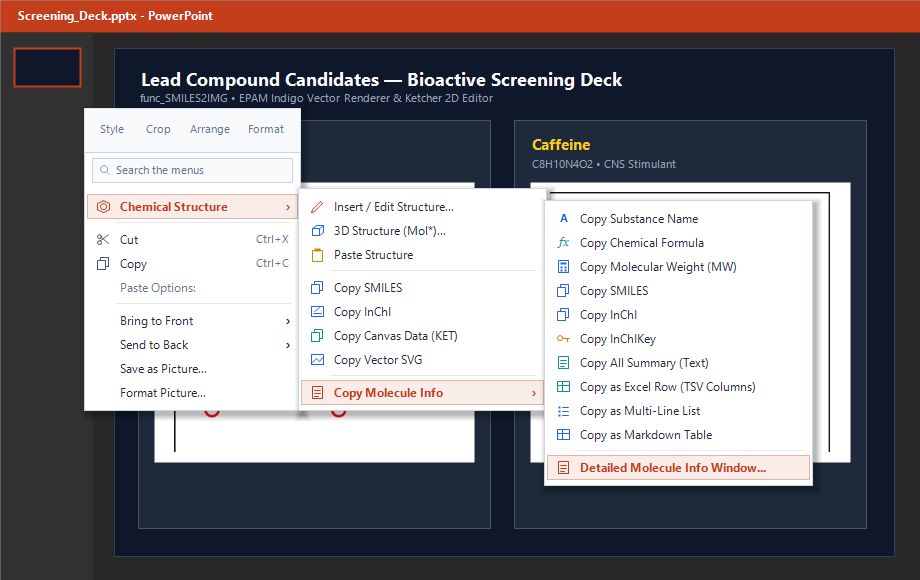 Screening_Deck.pptx - PowerPoint
Lead Compound Candidates — Bioactive Screening Deck
func_SMILES2IMG • EPAM Indigo Vector Renderer & Ketcher 2D Editor
Style Crop Arrange Format
Search the menus
Chemical Structure ›
Cut Ctrl+X
Copy Ctrl+C
Paste Options:
Bring to Front ›
Send to Back ›
Save as Picture...
Format Picture...
Insert / Edit Structure...
3D Structure (Mol*)...
Paste Structure
Copy SMILES
Copy InChI
Copy Canvas Data (KET)
Copy Vector SVG
Copy Molecule Info ›
Caffeine
C8H10N4O2 • CNS Stimulant
Copy Substance Name
Copy Chemical Formula
Copy Molecular Weight (MW)
Copy SMILES
Copy InChI
Copy InChIKey
Copy All Summary (Text)
Copy as Excel Row (TSV Columns)
Copy as Multi-Line List
Copy as Markdown Table
Detailed Molecule Info Window...